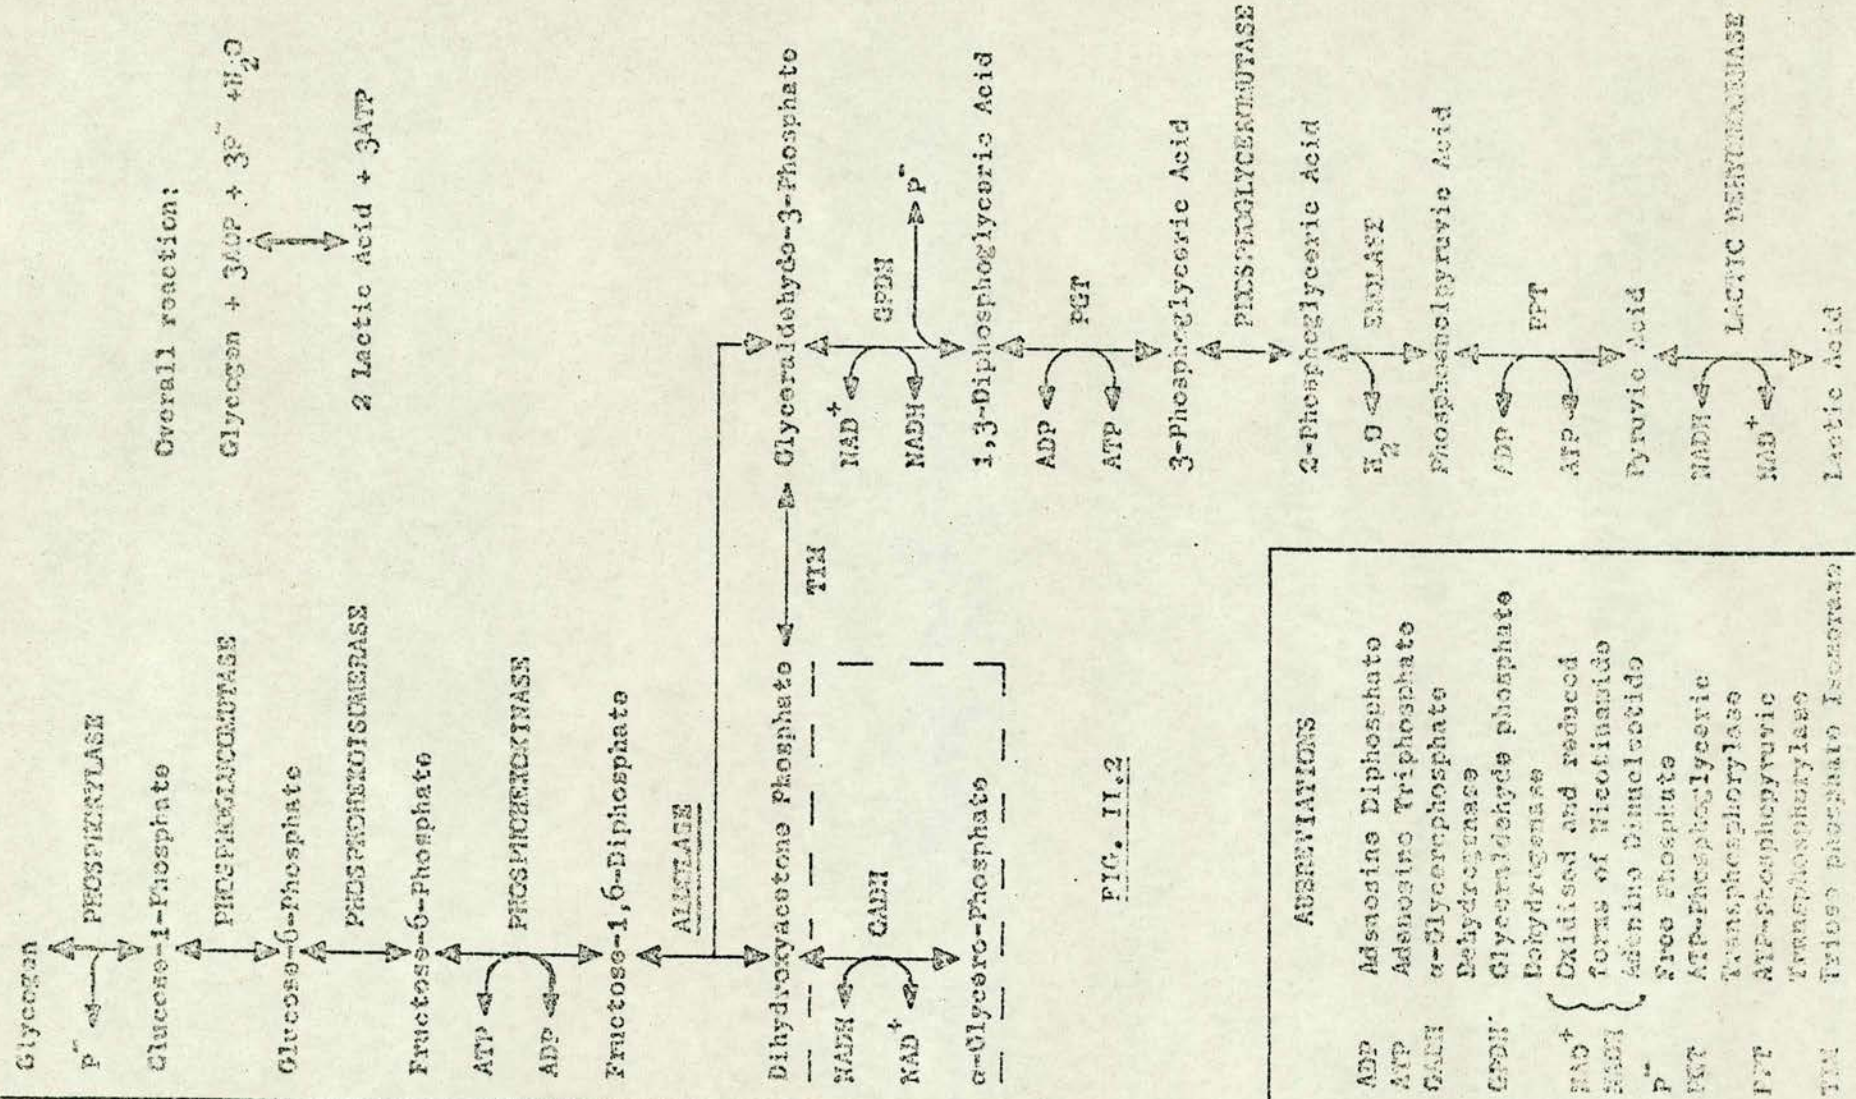 Glycogen
P⁻
PHOSPHORYLASE
Glucose-1-Phosphate
PHOSPHOGLUCOMUTASE
Glucose-6-Phosphate
PHOSPHOHEXOISOMERASE
Fructose-6-Phosphate
ATP
PHOSPHOHEXOKINASE
ADP
Fructose-1,6-Diphosphate
ALDOLASE
Dihydroxyacetone Phosphate
TIM
Glyceraldehyde-3-Phosphate
NADH
GADH
NAD⁺
α-Glycero-Phosphate
Overall reaction:
Glycogen + 3ADP + 3P⁻ +H₂O
2 Lactic Acid + 3ATP
NAD⁺
GPDH
NADH
P⁻
1,3-Diphosphoglyceric Acid
ADP
PGT
ATP
3-Phosphoglyceric Acid
PHOSPHOGLYCEROMUTASE
2-Phosphoglyceric Acid
H₂O
ENOLASE
Phosphoenolpyruvic Acid
ADP
PPT
ATP
Pyruvic Acid
NADH
LACTIC DEHYDROGENASE
NAD⁺
Lactic Acid
FIG. II.2
ABBREVIATIONS
ADP Adenosine Diphosphate
ATP Adenosine Triphosphate
GADH α-Glycerophosphate
Dehydrogenase
GPDH Glyceraldehyde phosphate
Dehydrogenase
NAD⁺ Oxidised and reduced
NADH forms of Nicotinamide
Adenine Dinucleotide
P⁻ Free Phosphate
PGT ATP-Phosphoglyceric
Transphosphorylase
PPT ATP-Phosphopyruvic
Transphosphorylase
TIM Triose phosphate Isomerase